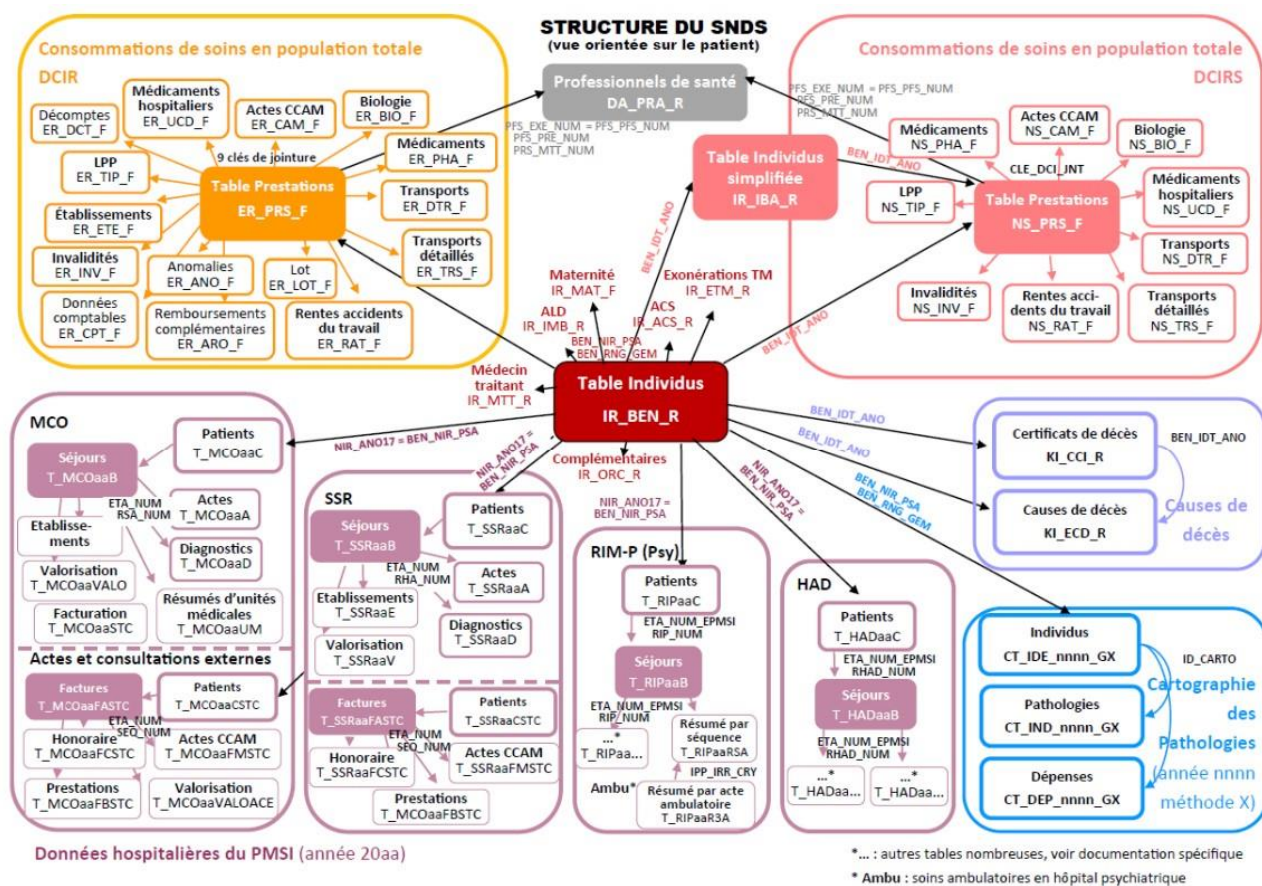 STRUCTURE DU SNDS
(vue orientée sur le patient)
Consommations de soins en population totale
DCIR
Décomptes
ER_DCT_F
Médicaments
hospitaliers
ER_UCD_F
Actes CCAM
ER_CAM_F
Biologie
ER_BIO_F
Médicaments
ER_PHA_F
LPP
ER_TIP_F
9 clés de jointure
Table Prestations
ER_PRS_F
Transports
ER_DTR_F
Établissements
ER_ETE_F
Transports
détaillés
ER_TRS_F
Invalidités
ER_INV_F
Anomalies
ER_ANO_F
Lot
ER_LOT_F
Données
comptables
ER_CPT_F
Remboursements
complémentaires
ER_ARO_F
Rentes accidents
du travail
ER_RAT_F
Professionnels de santé
DA_PRA_R
PFS_EXE_NUM = PFS_PFS_NUM
PFS_PRE_NUM
PRS_MTT_NUM
Table Individus
simplifiée
IR_IBA_R
BEN_IDT_ANO
BEN_IDT_ANO
Consommations de soins en population totale
DCIRS
PFS_EXE_NUM = PFS_PFS_NUM
PFS_PRE_NUM
PRS_MTT_NUM
Médicaments
NS_PHA_F
Actes CCAM
NS_CAM_F
Biologie
NS_BIO_F
CLE_DCI_JNT
LPP
NS_TIP_F
Table Prestations
NS_PRS_F
Médicaments
hospitaliers
NS_UCD_F
Transports
NS_DTR_F
Invalidités
NS_INV_F
Rentes acci-
dents du travail
NS_RAT_F
Transports
détaillés
NS_TRS_F
BEN_IDT_ANO
Maternité
IR_MAT_F
Exonérations TM
IR_ETM_R
ALD
IR_IMB_R
ACS
IR_ACS_R
BEN_NIR_PSA
BEN_RNG_GEM
Médecin
traitant
IR_MTT_R
Table Individus
IR_BEN_R
Complémentaires
IR_ORC_R
NIR_ANO17 = BEN_NIR_PSA
NIR_ANO17 =
BEN_NIR_PSA
NIR_ANO17 =
BEN_NIR_PSA
NIR_ANO17 =
BEN_NIR_PSA
BEN_IDT_ANO
BEN_IDT_ANO
BEN_NIR_PSA
BEN_RNG_GEM
MCO
Patients
T_MCOaaC
Séjours
T_MCOaaB
ETA_NUM
RSA_NUM
Actes
T_MCOaaA
Etablisse-
ments
Diagnostics
T_MCOaaD
Valorisation
T_MCOaaVALO
Facturation
T_MCOaaSTC
Résumés d'unités
médicales
T_MCOaaUM
Actes et consultations externes
Factures
T_MCOaaFASTC
Patients
T_MCOaaCSTC
ETA_NUM
SEQ_NUM
Honoraire
T_MCOaaFCSTC
Actes CCAM
T_MCOaaFMSTC
Prestations
T_MCOaaFBSTC
Valorisation
T_MCOaaVALOACE
SSR
Patients
T_SSRaaC
Séjours
T_SSRaaB
ETA_NUM
RHA_NUM
Actes
T_SSRaaA
Etablissements
T_SSRaaE
Diagnostics
T_SSRaaD
Valorisation
T_SSRaaV
Factures
T_SSRaaFASTC
Patients
T_SSRaaCSTC
ETA_NUM
SEQ_NUM
Honoraire
T_SSRaaFCSTC
Actes CCAM
T_SSRaaFMSTC
Prestations
T_MCOaaFBSTC
RIM-P (Psy)
Patients
T_RIPaaC
ETA_NUM_EPMSI
RIP_NUM
Séjours
T_RIPaaB
ETA_NUM_EPMSI
RIP_NUM
...*
T_RIPaa...
Résumé par
séquence
T_RIPaaRSA
IPP_IRR_CRY
Ambu*
Résumé par acte
ambulatoire
T_RIPaaR3A
HAD
Patients
T_HADaaC
ETA_NUM_EPMSI
RHAD_NUM
Séjours
T_HADaaB
ETA_NUM_EPMSI
RHAD_NUM
...*
T_HADaa...
...*
T_HADaa...
Certificats de décès
KI_CCI_R
BEN_IDT_ANO
Causes de décès
KI_ECD_R
Causes de
décès
Individus
CT_IDE_nnnn_GX
ID_CARTO
Pathologies
CT_IND_nnnn_GX
Dépenses
CT_DEP_nnnn_GX
Cartographie
des
Pathologies
(année nnnn
méthode X)
Données hospitalières du PMSI (année 20aa)
*... : autres tables nombreuses, voir documentation spécifique
* Ambu : soins ambulatoires en hôpital psychiatrique